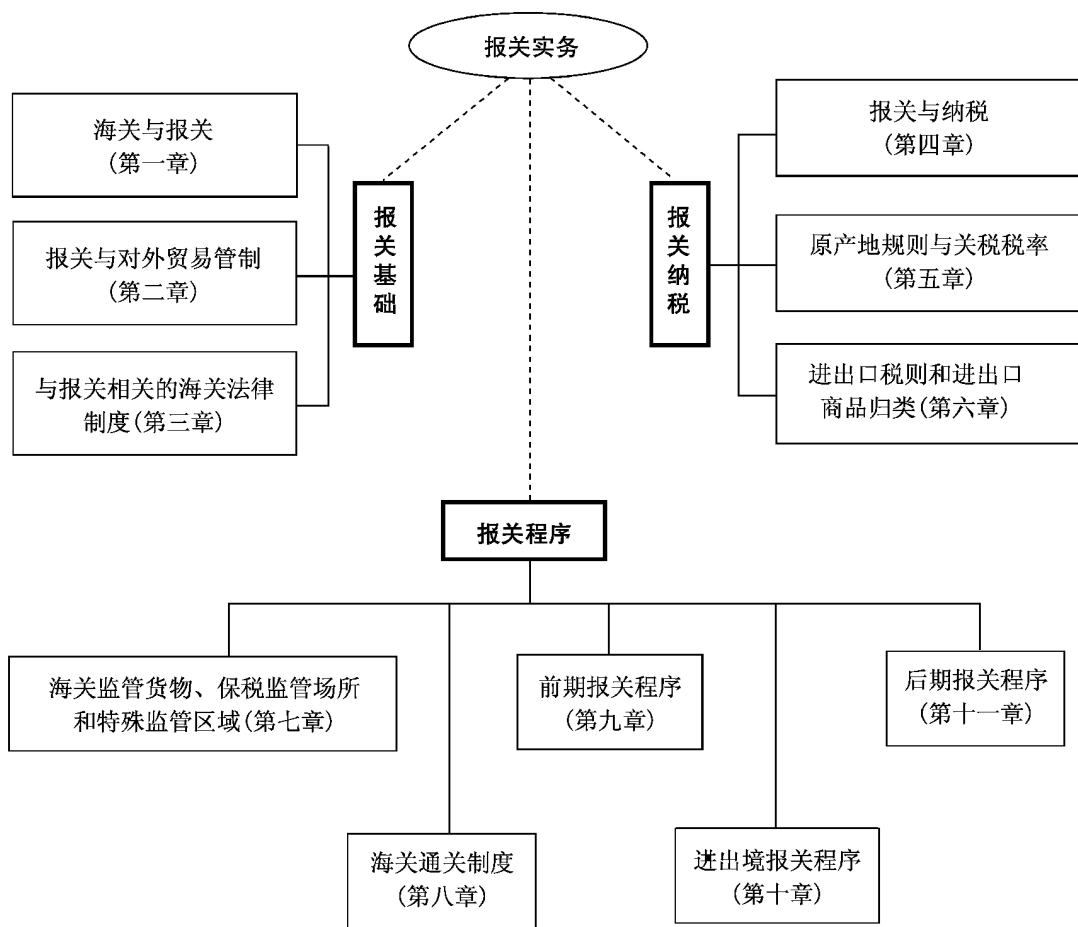 报关实务
海关与报关
(第一章)
报关与对外贸易管制
(第二章)
与报关相关的海关法律
制度(第三章)
报关基础
报关纳税
报关与纳税
(第四章)
原产地规则与关税税率
(第五章)
进出口税则和进出口
商品归类(第六章)
报关程序
海关监管货物、保税监管场所
和特殊监管区域(第七章)
海关通关制度
(第八章)
前期报关程序
(第九章)
进出境报关程序
(第十章)
后期报关程序
(第十一章)